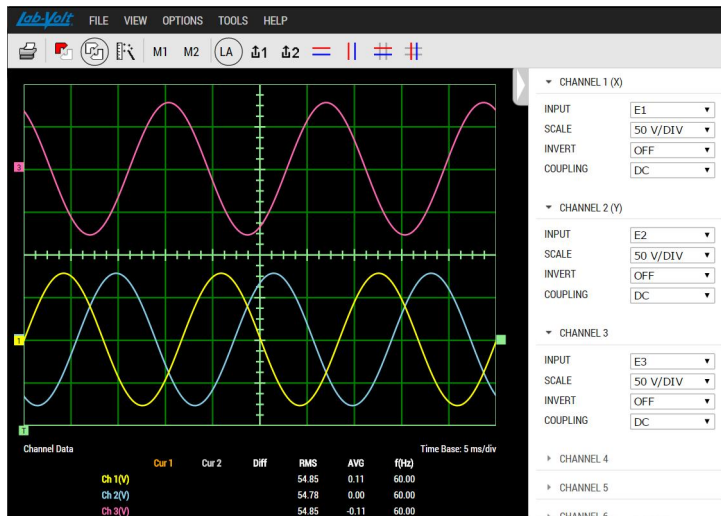 Lab-Volt FILE VIEW OPTIONS TOOLS HELP
M1 M2 LA 1 2
CHANNEL 1 (X)
INPUT E1
SCALE 50 V/DIV
INVERT OFF
COUPLING DC
CHANNEL 2 (Y)
INPUT E2
SCALE 50 V/DIV
INVERT OFF
COUPLING DC
CHANNEL 3
INPUT E3
SCALE 50 V/DIV
INVERT OFF
COUPLING DC
CHANNEL 4
CHANNEL 5
3
1
T
Channel Data Time Base: 5 ms/div
Cur 1 Cur 2 Diff RMS AVG f(Hz)
Ch 1(V) 54.85 0.11 60.00
Ch 2(V) 54.78 0.00 60.00
Ch 3(V) 54.85 -0.11 60.00